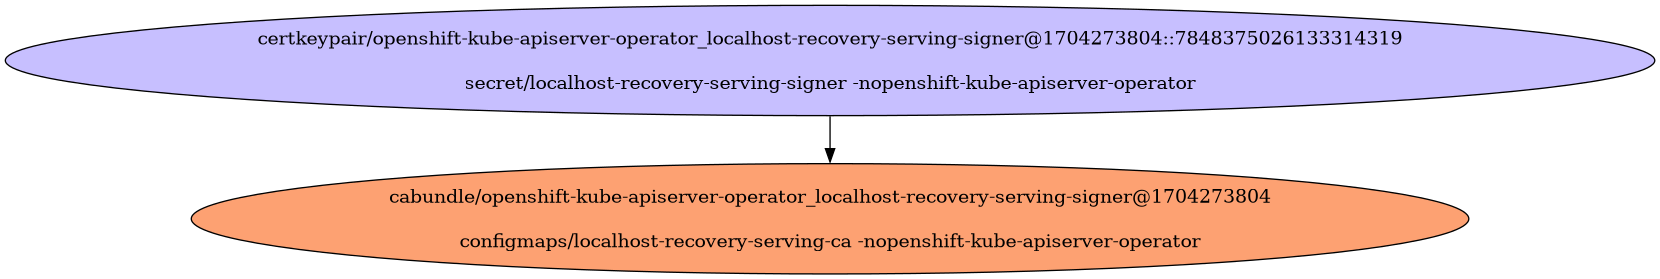 certkeypair/openshift-kube-apiserver-operator_localhost-recovery-serving-signer@1704273804::7848375026133314319
secret/localhost-recovery-serving-signer -nopenshift-kube-apiserver-operator
cabundle/openshift-kube-apiserver-operator_localhost-recovery-serving-signer@1704273804
configmaps/localhost-recovery-serving-ca -nopenshift-kube-apiserver-operator